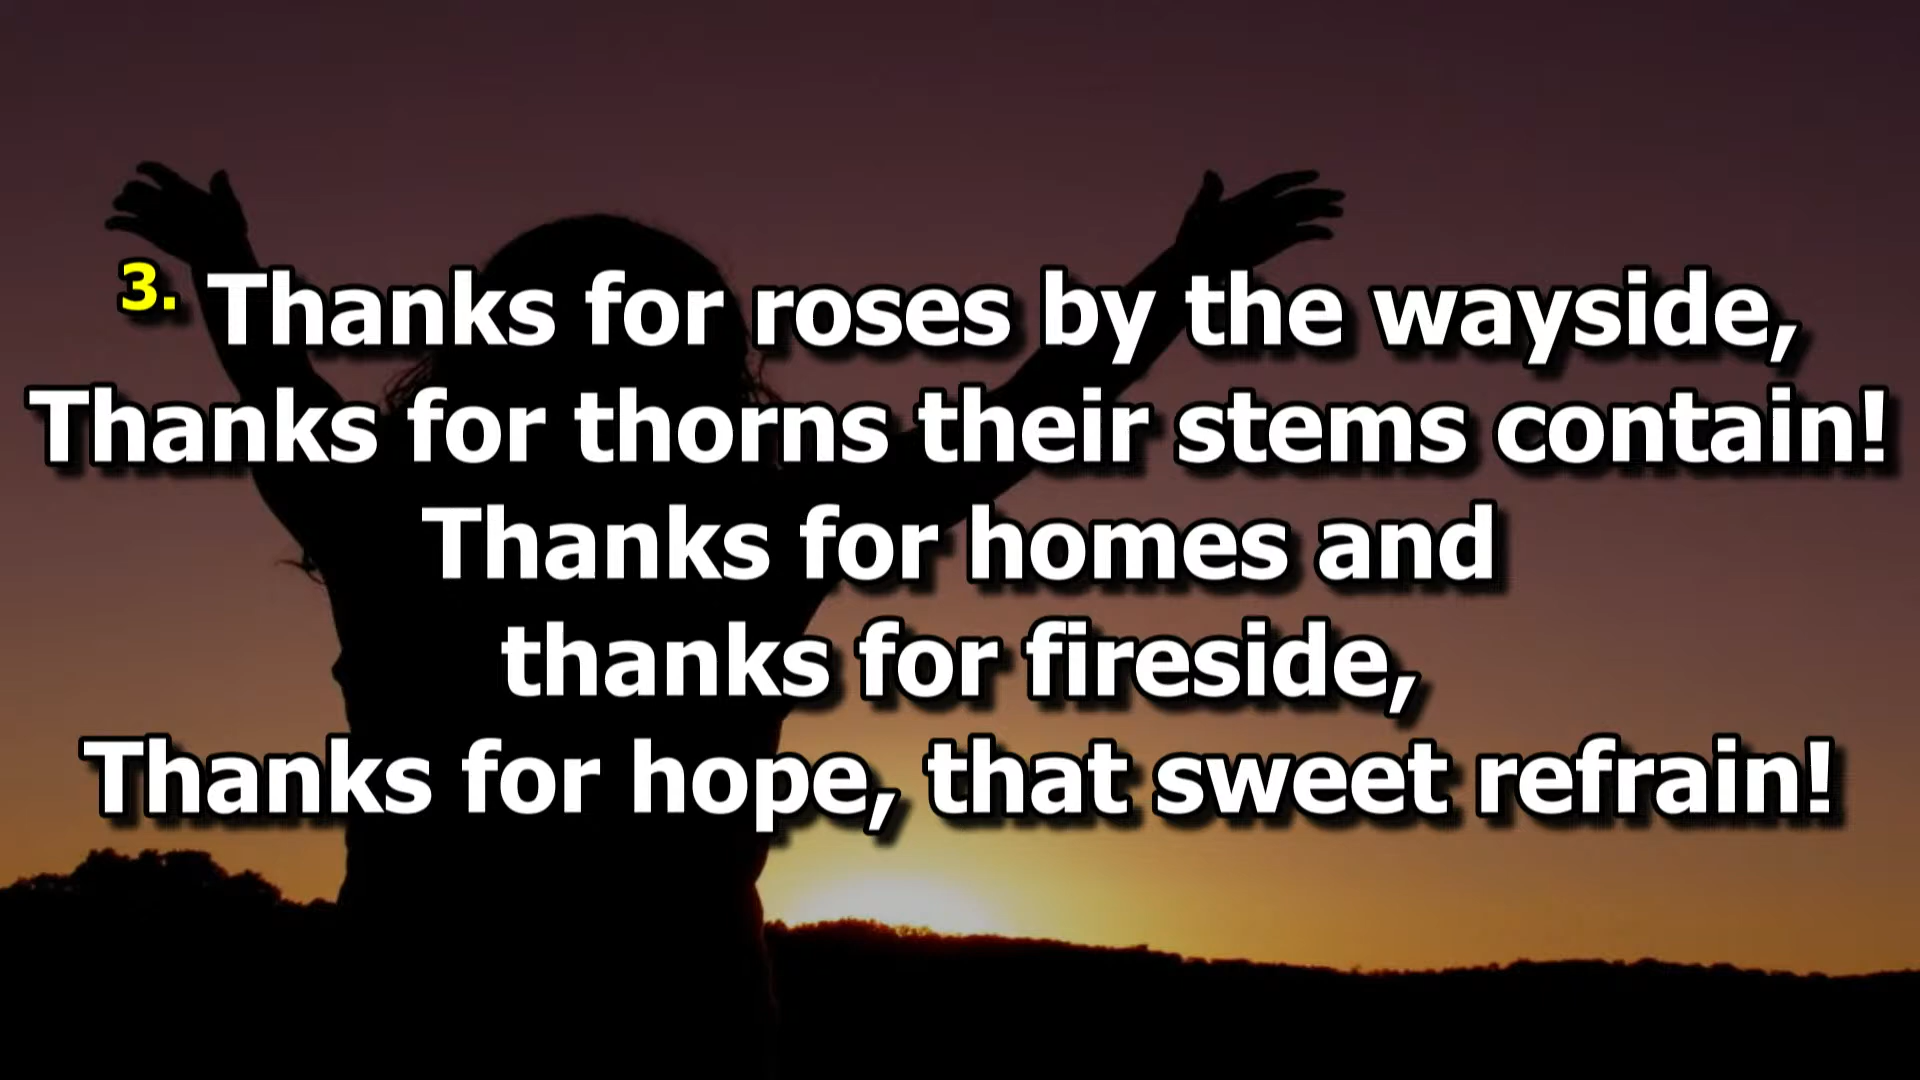 3. Thanks for roses by the wayside,
Thanks for thorns their stems contain!
Thanks for homes and
thanks for fireside,
Thanks for hope, that sweet refrain!